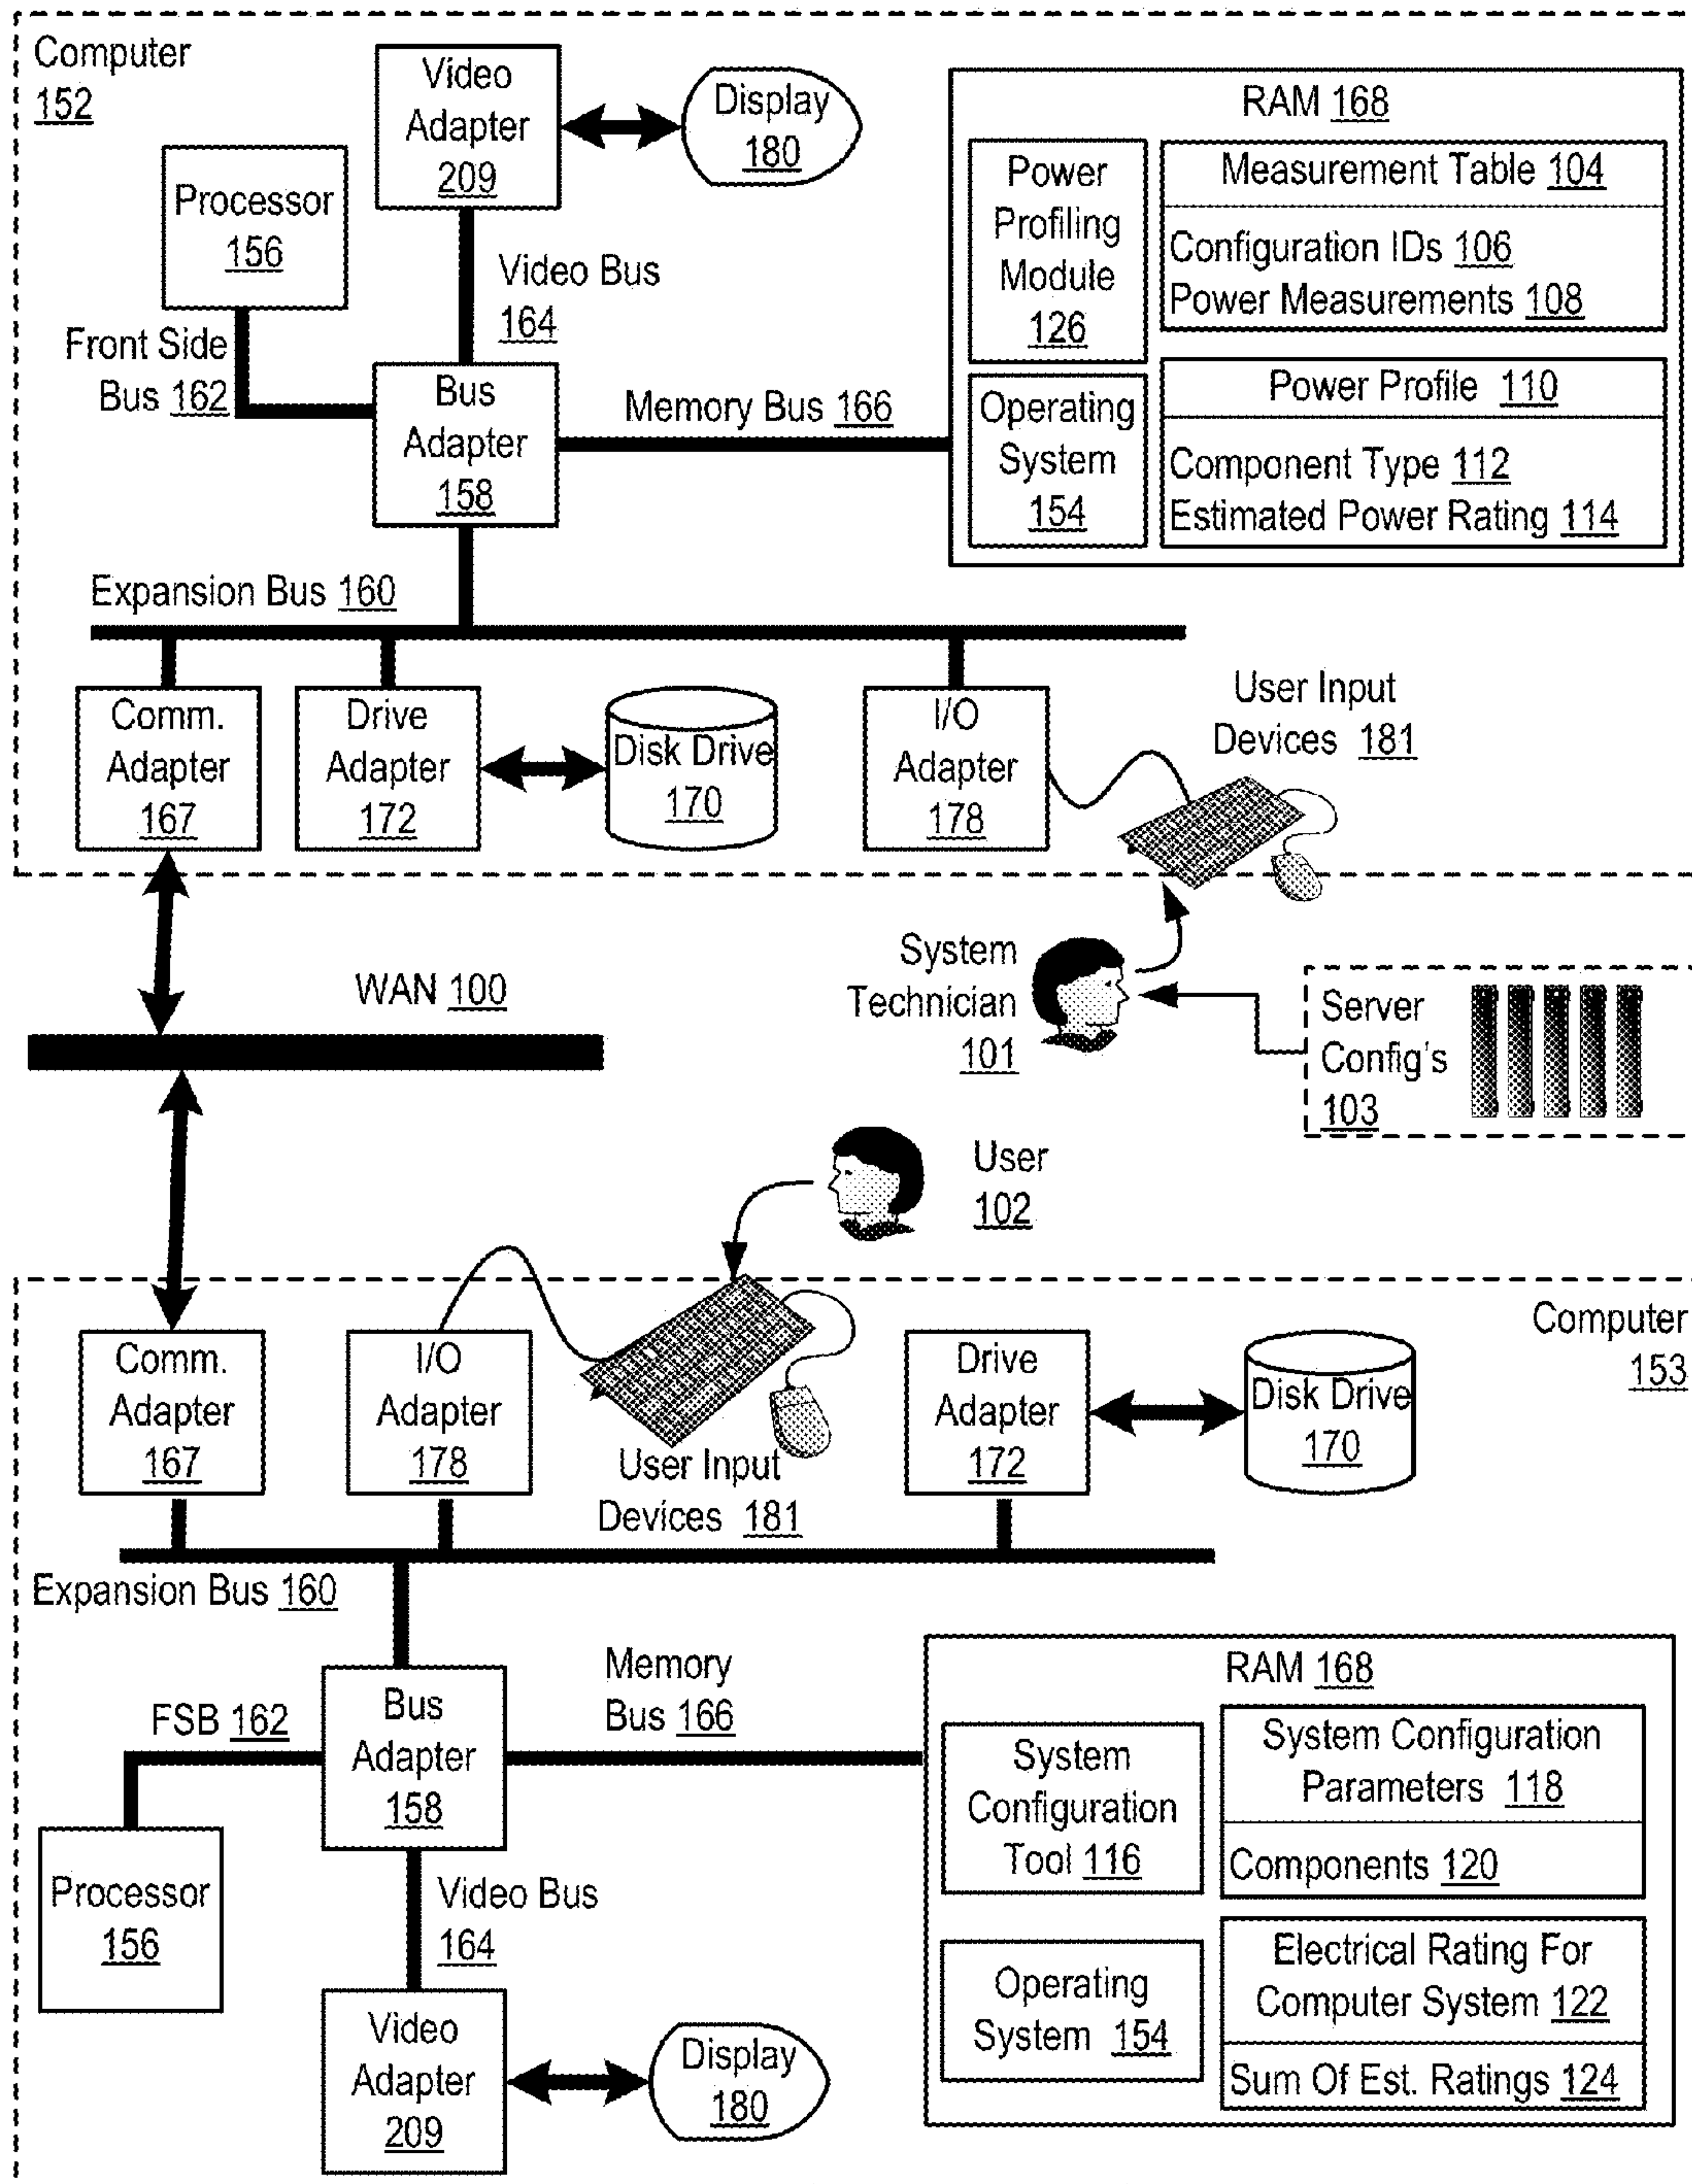 Computer
152
Video
Adapter
209
Display
180
Processor
156
Video Bus
164
Front Side
Bus 162
Bus
Adapter
158
Memory Bus 166
RAM 168
Power
Profiling
Module
126
Measurement Table 104
Configuration IDs 106
Power Measurements 108
Operating
System
154
Power Profile 110
Component Type 112
Estimated Power Rating 114
Expansion Bus 160
Comm.
Adapter
167
Drive
Adapter
172
Disk Drive
170
I/O
Adapter
178
User Input
Devices 181
WAN 100
System
Technician
101
Server
Config's
103
User
102
Computer
153
Comm.
Adapter
167
I/O
Adapter
178
User Input
Devices 181
Drive
Adapter
172
Disk Drive
170
Expansion Bus 160
FSB 162
Bus
Adapter
158
Memory
Bus 166
Processor
156
Video Bus
164
Video
Adapter
209
Display
180
RAM 168
System
Configuration
Tool 116
System Configuration
Parameters 118
Components 120
Operating
System 154
Electrical Rating For
Computer System 122
Sum Of Est. Ratings 124